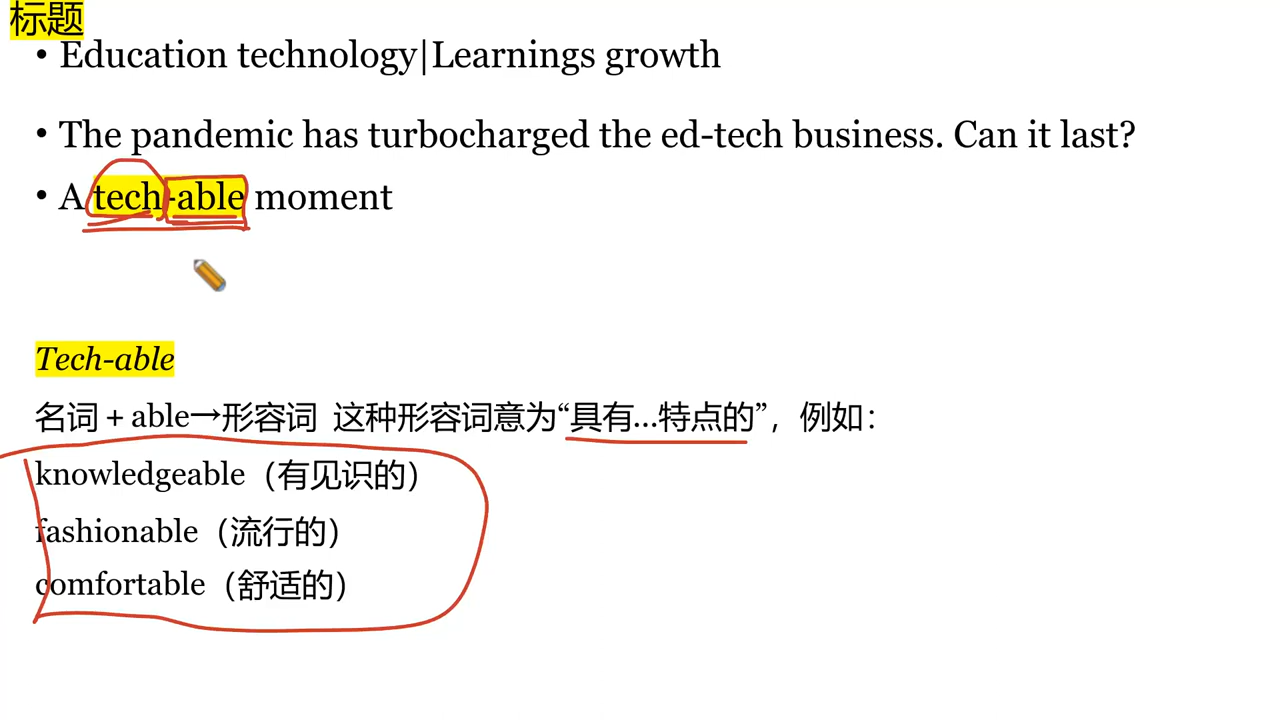 标题
• Education technology|Learnings growth
• The pandemic has turbocharged the ed-tech business. Can it last?
• A tech-able moment
Tech-able
名词 + able→形容词 这种形容词意为“具有...特点的”，例如：
knowledgeable（有见识的）
fashionable（流行的）
comfortable（舒适的）